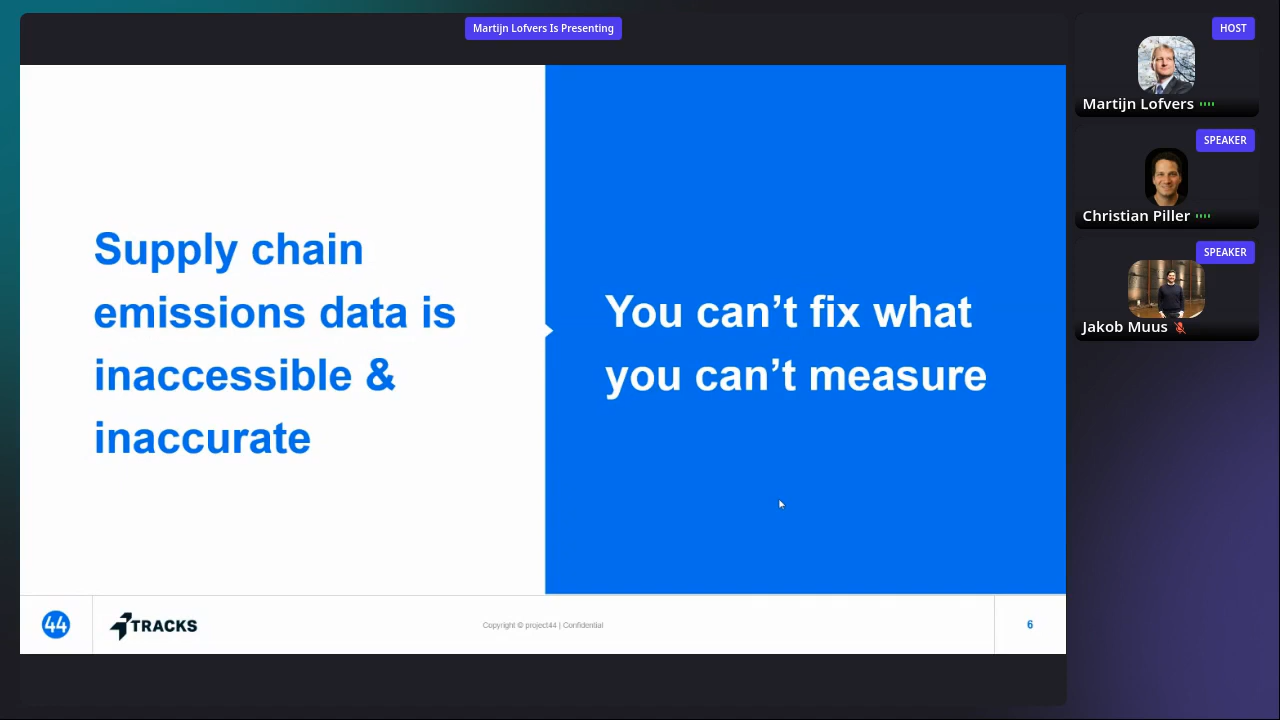 Martijn Lofvers Is Presenting
Supply chain
emissions data is
inaccessible &
inaccurate
You can’t fix what
you can’t measure
44
TRACKS
Copyright © project44 | Confidential
6
HOST
Martijn Lofvers
SPEAKER
Christian Piller
SPEAKER
Jakob Muus